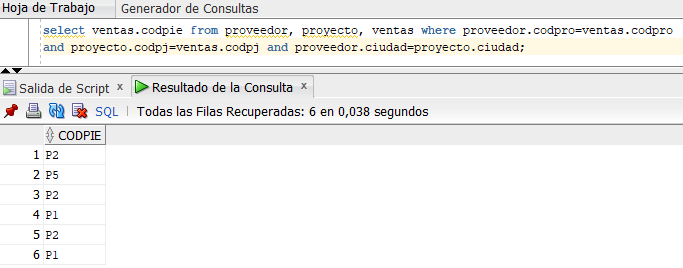 Hoja de Trabajo Generador de Consultas
select ventas.codpie from proveedor, proyecto, ventas where proveedor.codpro=ventas.codpro
and proyecto.codpj=ventas.codpj and proveedor.ciudad=proyecto.ciudad;
Salida de Script x Resultado de la Consulta x
SQL | Todas las Filas Recuperadas: 6 en 0,038 segundos
CODPIE
1 P2
2 P5
3 P2
4 P1
5 P2
6 P1